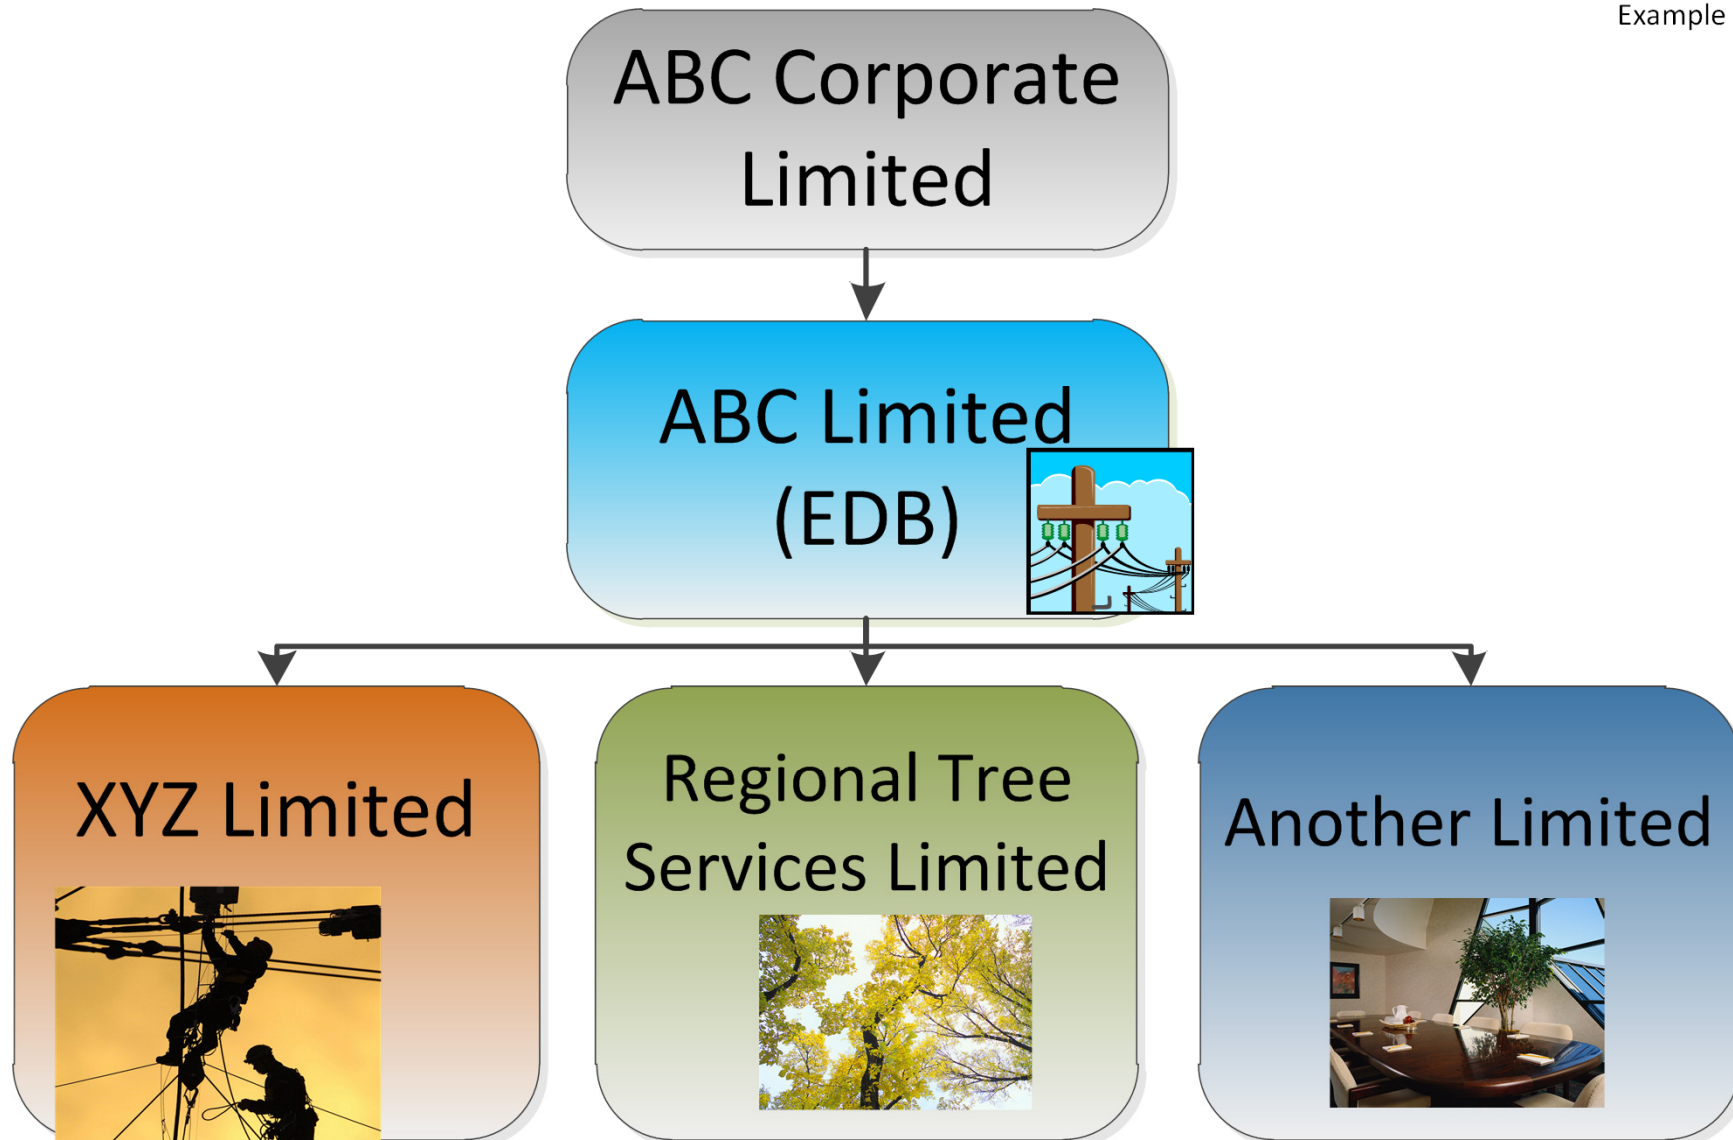 Example
ABC Corporate
Limited
ABC Limited
(EDB)
XYZ Limited
Regional Tree
Services Limited
Another Limited